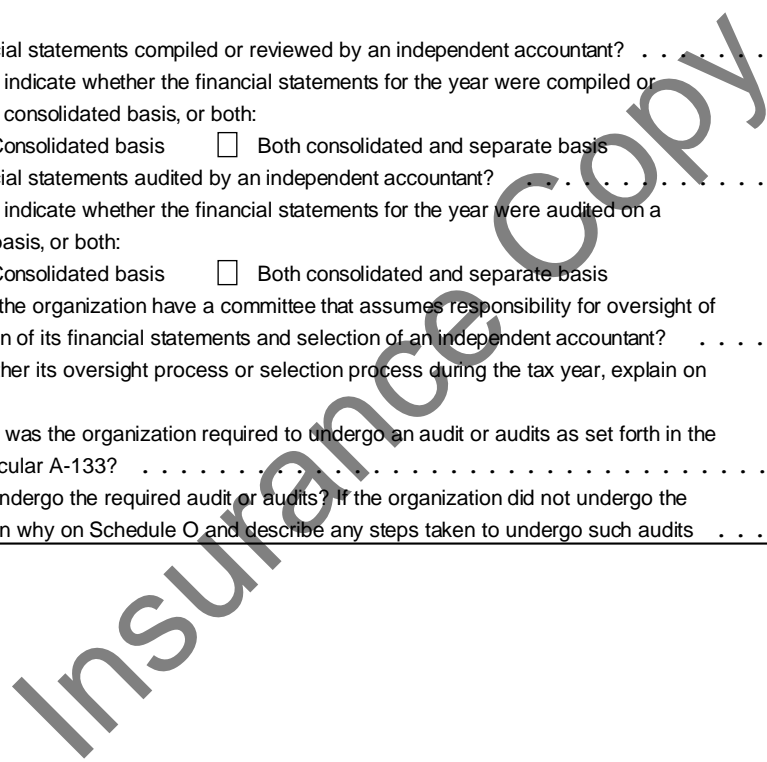 cial statements compiled or reviewed by an independent accountant? . . . . . . .
indicate whether the financial statements for the year were compiled or
consolidated basis, or both:
Consolidated basis Both consolidated and separate basis
cial statements audited by an independent accountant? . . . . . . . . . . . . .
indicate whether the financial statements for the year were audited on a
basis, or both:
Consolidated basis Both consolidated and separate basis
the organization have a committee that assumes responsibility for oversight of
n of its financial statements and selection of an independent accountant? . . . .
her its oversight process or selection process during the tax year, explain on
was the organization required to undergo an audit or audits as set forth in the
cular A-133? . . . . . . . . . . . . . . . . . . . . . . . . . . . . . . . . .
ndergo the required audit or audits? If the organization did not undergo the
n why on Schedule O and describe any steps taken to undergo such audits . . .
Insurance Copy